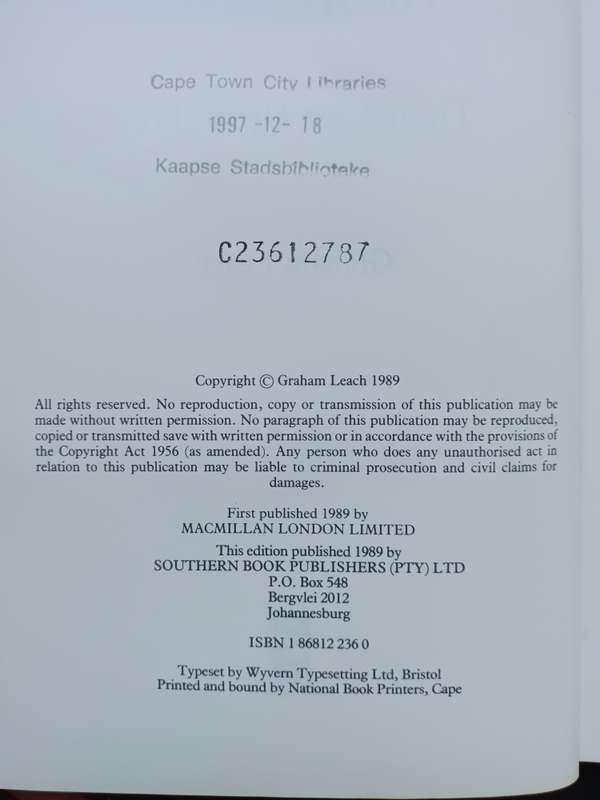 Cape Town City Libraries
1997 -12- 18
Kaapse Stadsbiblioteke
C23612787
Copyright © Graham Leach 1989
All rights reserved. No reproduction, copy or transmission of this publication may be
made without written permission. No paragraph of this publication may be reproduced,
copied or transmitted save with written permission or in accordance with the provisions of
the Copyright Act 1956 (as amended). Any person who does any unauthorised act in
relation to this publication may be liable to criminal prosecution and civil claims for
damages.
First published 1989 by
MACMILLAN LONDON LIMITED
This edition published 1989 by
SOUTHERN BOOK PUBLISHERS (PTY) LTD
P.O. Box 548
Bergvlei 2012
Johannesburg
ISBN 1 86812 236 0
Typeset by Wyvern Typesetting Ltd, Bristol
Printed and bound by National Book Printers, Cape